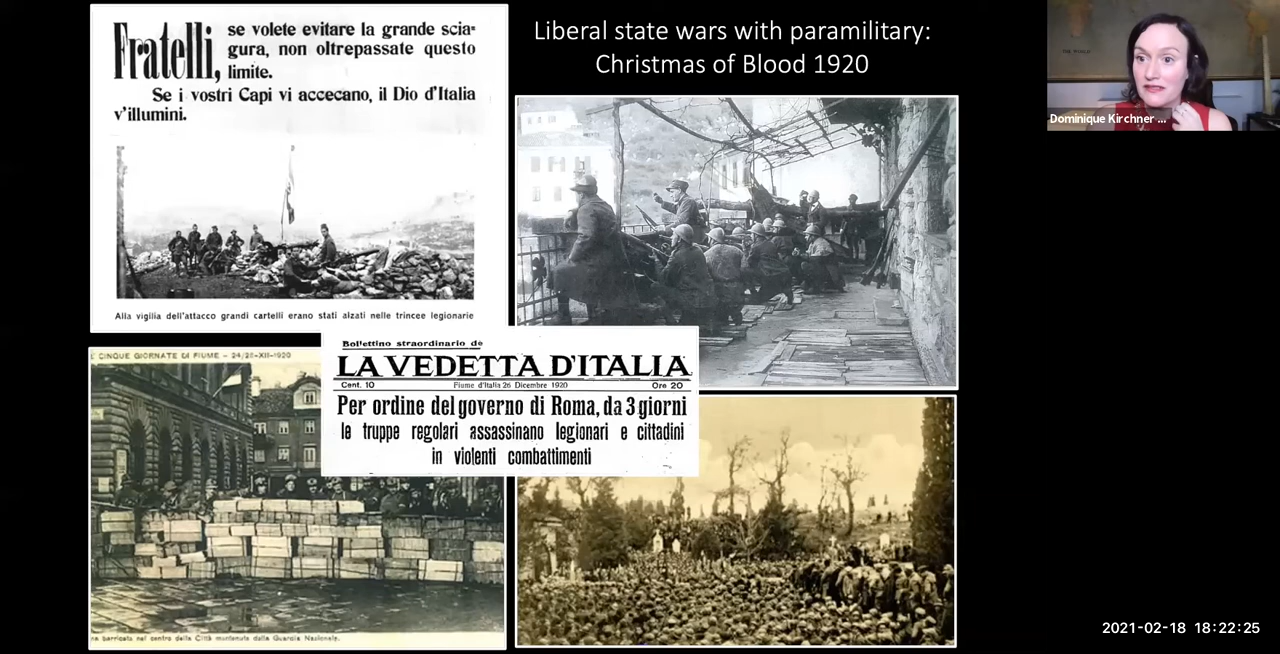 Liberal state wars with paramilitary:
Christmas of Blood 1920
Fratelli, se volete evitare la grande scia-
gura, non oltrepassate questo
limite.
Se i vostri Capi vi accecano, il Dio d'Italia
v'illumini.
Alla vigilia dell'attacco grandi cartelli erano stati alzati nelle trincee legionarie
Dominique Kirchner ...
Bollettino straordinario de
LA VEDETTA D'ITALIA
Cent. 10 Fiume d'Italia 26 Dicembre 1920 Ore 20
Per ordine del governo di Roma, da 3 giorni
le truppe regolari assassinano legionari e cittadini
in violenti combattimenti
CINQUE GIORNATE DI FIUME - 24/28-XII-1920
barricata nel centro della Città mantenuta dalla Guardia Nazionale.
2021-02-18 18:22:25